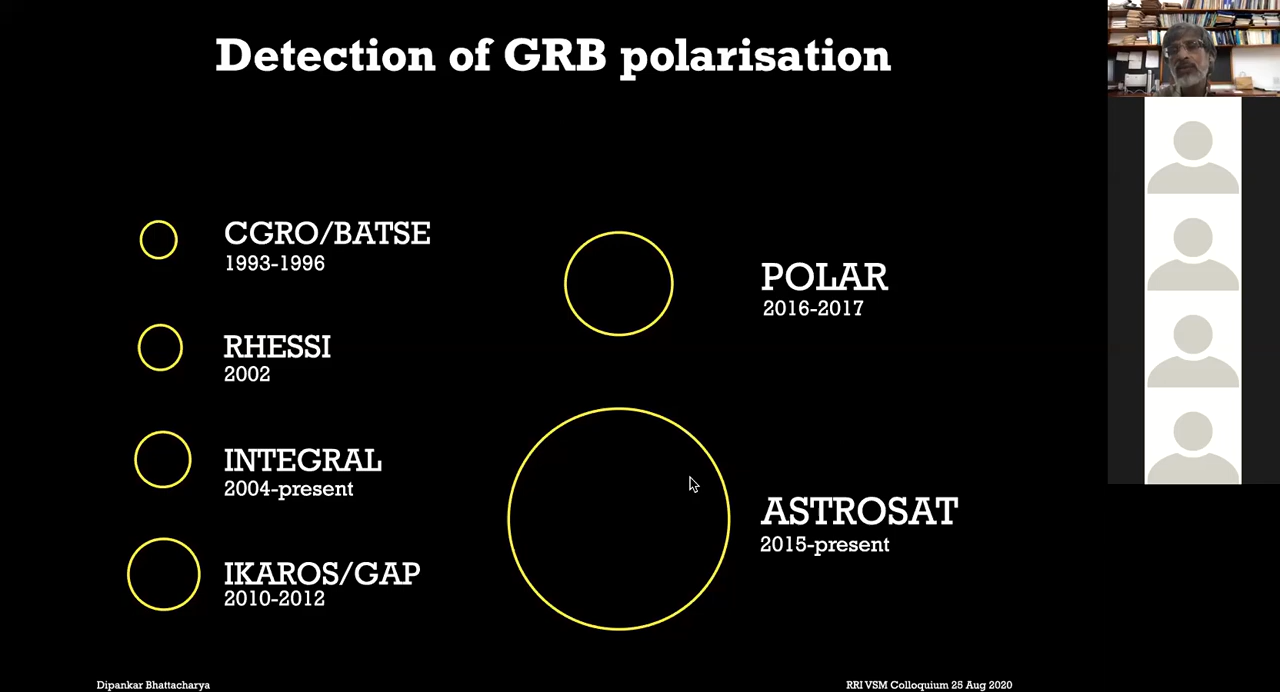 Detection of GRB polarisation
CGRO/BATSE
1993-1996
RHESSI
2002
INTEGRAL
2004-present
IKAROS/GAP
2010-2012
POLAR
2016-2017
ASTROSAT
2015-present
Dipankar Bhattacharya
RRI VSM Colloquium 25 Aug 2020